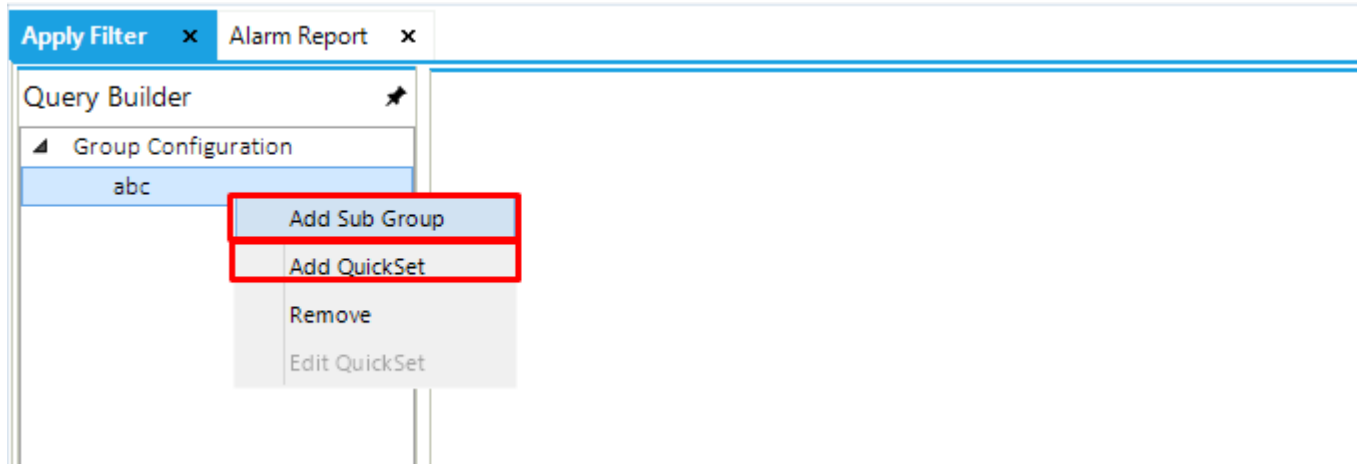 Apply Filter × Alarm Report ×
Query Builder
Group Configuration
abc
Add Sub Group
Add QuickSet
Remove
Edit QuickSet